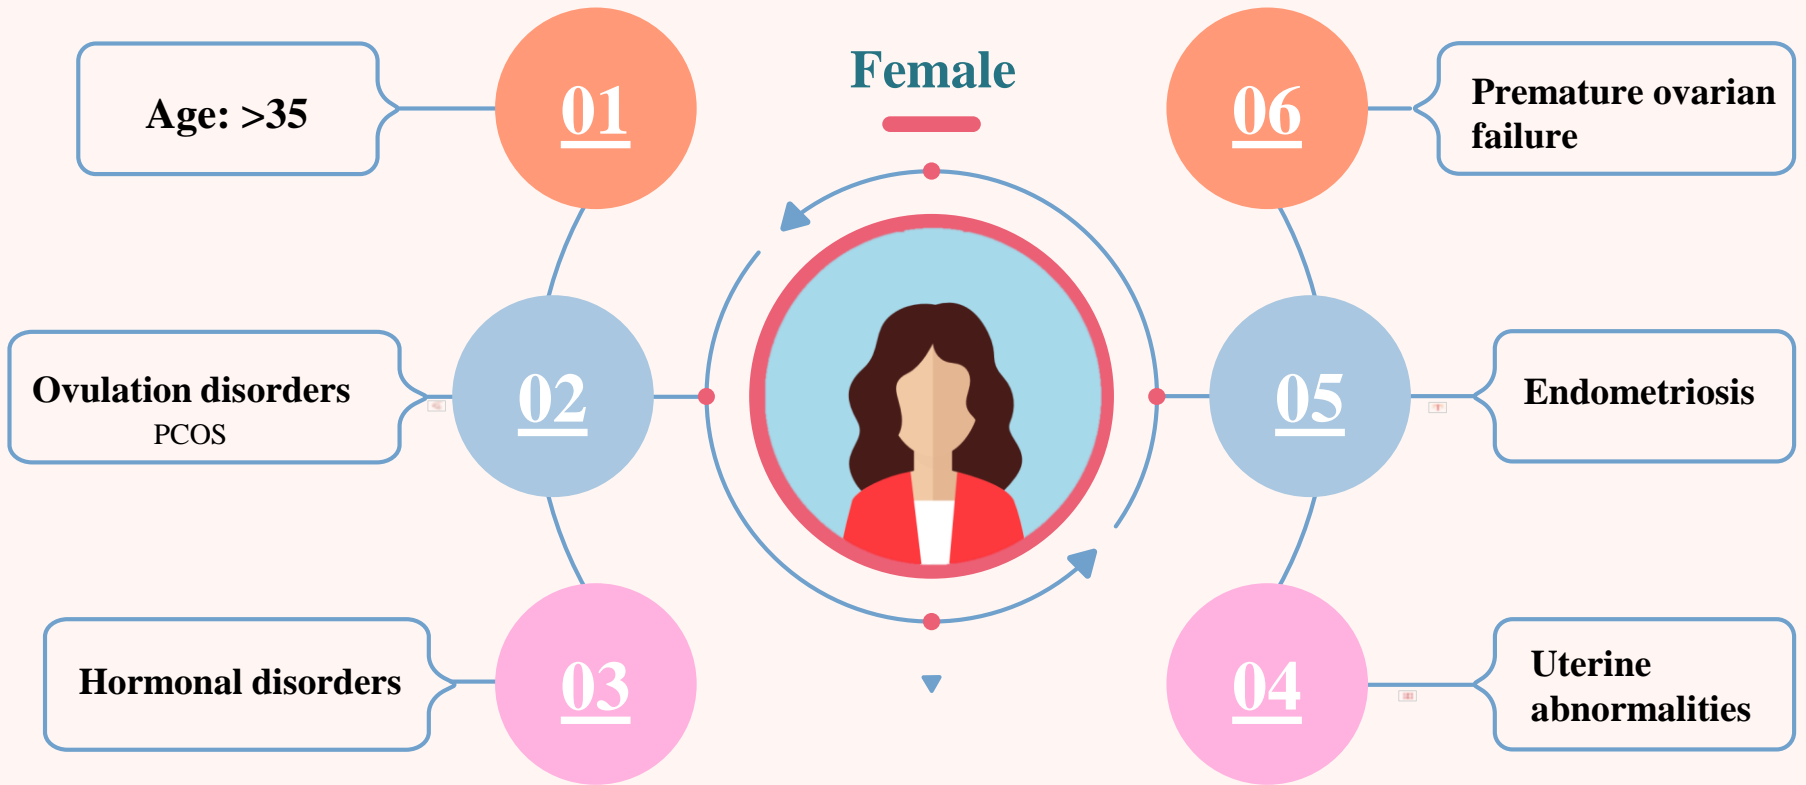 Female
01
Age: >35
02
Ovulation disorders
PCOS
03
Hormonal disorders
04
Uterine
abnormalities
05
Endometriosis
06
Premature ovarian
failure